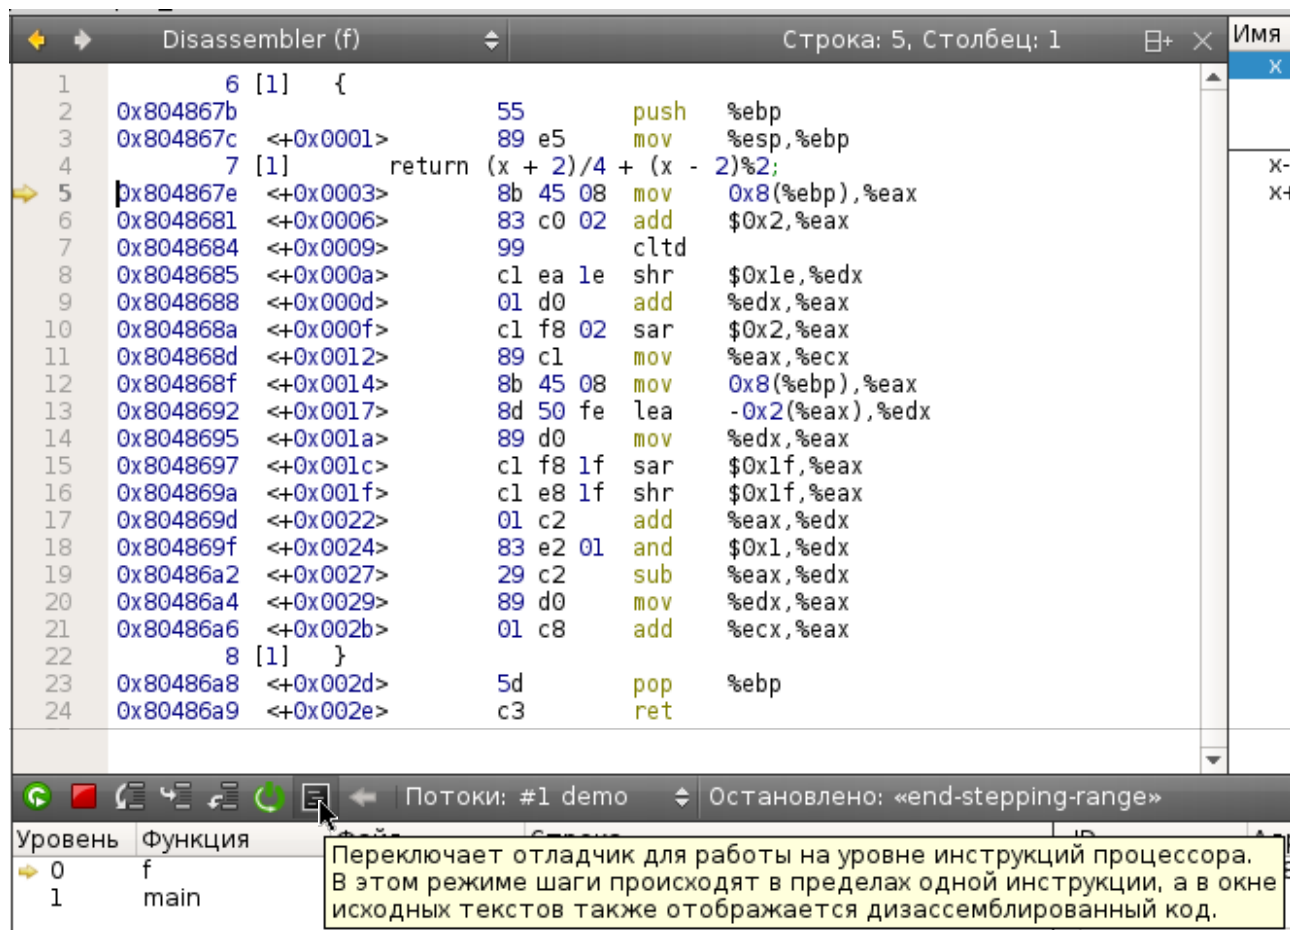 Disassembler (f) Строка: 5, Столбец: 1 Имя
x
1 6 [1] {
2 0x804867b 55 push %ebp
3 0x804867c <+0x0001> 89 e5 mov %esp,%ebp
4 7 [1] return (x + 2)/4 + (x - 2)%2; x-
5 0x804867e <+0x0003> 8b 45 08 mov 0x8(%ebp),%eax x+
6 0x8048681 <+0x0006> 83 c0 02 add $0x2,%eax
7 0x8048684 <+0x0009> 99 cltd
8 0x8048685 <+0x000a> c1 ea 1e shr $0x1e,%edx
9 0x8048688 <+0x000d> 01 d0 add %edx,%eax
10 0x804868a <+0x000f> c1 f8 02 sar $0x2,%eax
11 0x804868d <+0x0012> 89 c1 mov %eax,%ecx
12 0x804868f <+0x0014> 8b 45 08 mov 0x8(%ebp),%eax
13 0x8048692 <+0x0017> 8d 50 fe lea -0x2(%eax),%edx
14 0x8048695 <+0x001a> 89 d0 mov %edx,%eax
15 0x8048697 <+0x001c> c1 f8 1f sar $0x1f,%eax
16 0x804869a <+0x001f> c1 e8 1f shr $0x1f,%eax
17 0x804869d <+0x0022> 01 c2 add %eax,%edx
18 0x804869f <+0x0024> 83 e2 01 and $0x1,%edx
19 0x80486a2 <+0x0027> 29 c2 sub %eax,%edx
20 0x80486a4 <+0x0029> 89 d0 mov %edx,%eax
21 0x80486a6 <+0x002b> 01 c8 add %ecx,%eax
22 8 [1] }
23 0x80486a8 <+0x002d> 5d pop %ebp
24 0x80486a9 <+0x002e> c3 ret
Потоки: #1 demo Остановлено: «end-stepping-range»
Уровень Функция
0 f
1 main
Переключает отладчик для работы на уровне инструкций процессора.
В этом режиме шаги происходят в пределах одной инструкции, а в окне
исходных текстов также отображается дизассемблированный код.